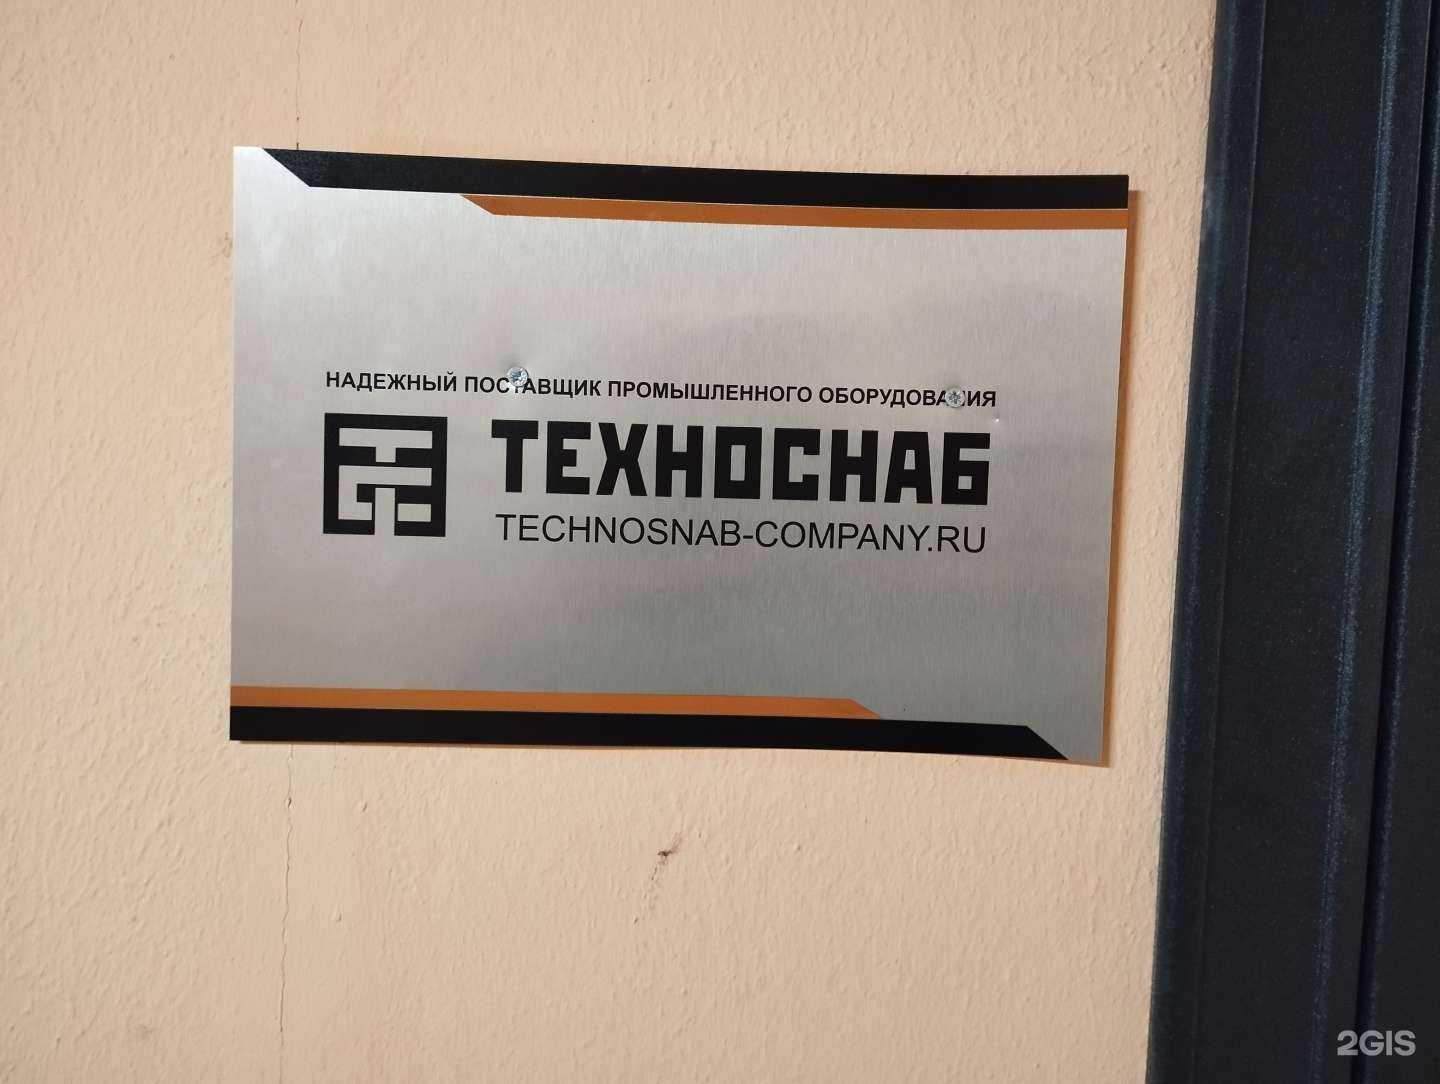 НАДЕЖНЫЙ ПОСТАВЩИК ПРОМЫШЛЕННОГО ОБОРУДОВАНИЯ
ТЕХНОСНАБ
TECHNOSNAB-COMPANY.RU
2GIS